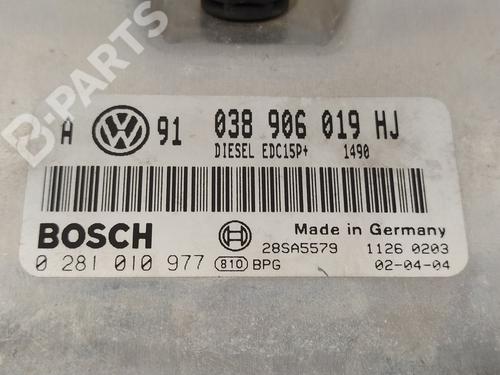 B-PARTS
A VW 91 038 906 019 HJ
DIESEL EDC15P+ 1490
BOSCH
Made in Germany
28SA5579 1126 0203
0 281 010 977 810 BPG 02-04-04